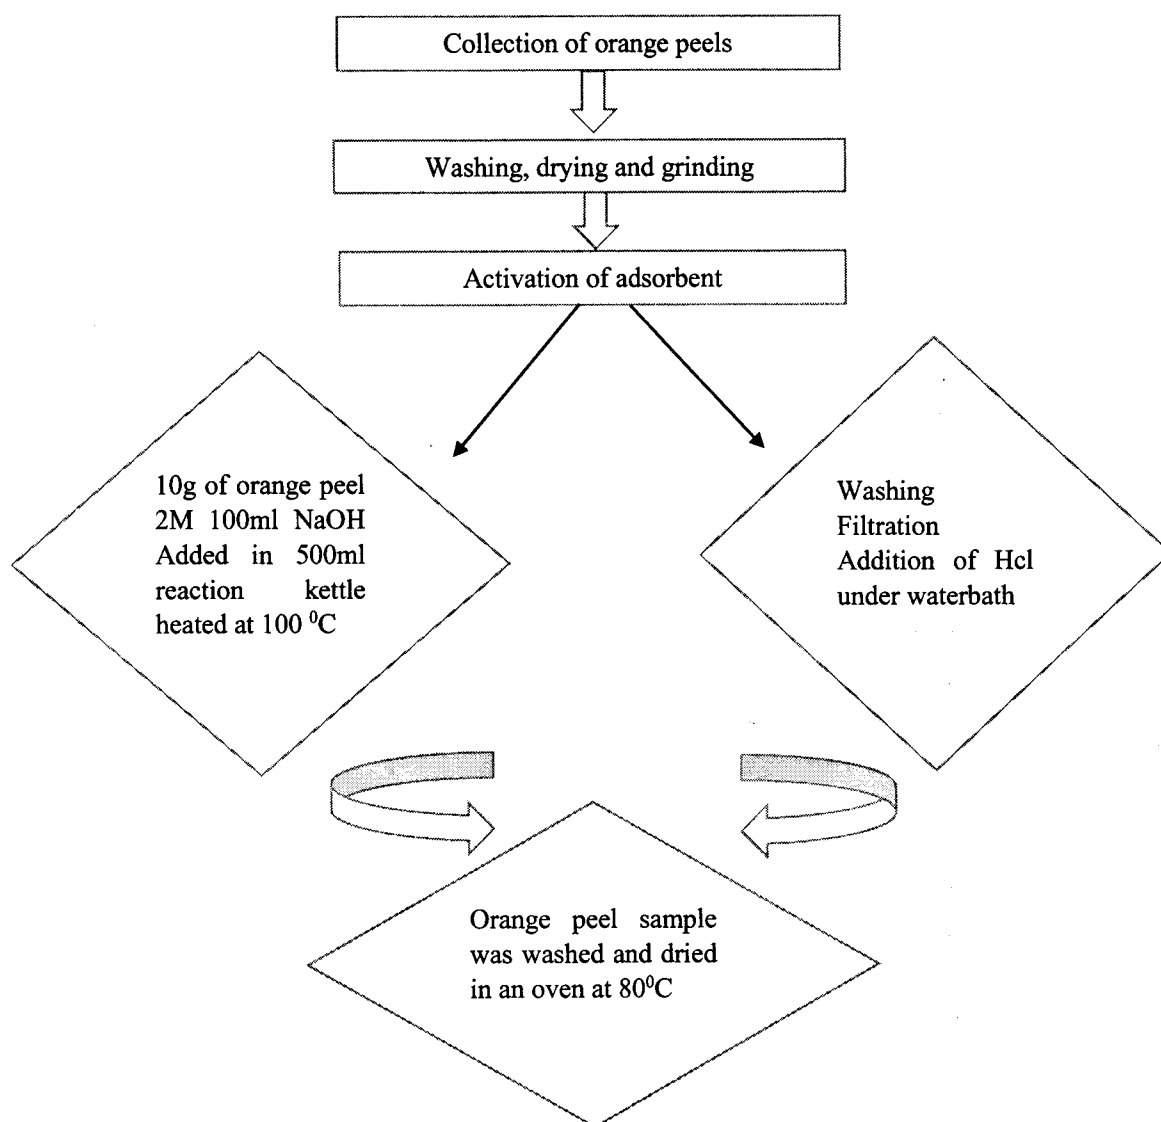 Collection of orange peels
Washing, drying and grinding
Activation of adsorbent
10g of orange peel
2M 100ml NaOH
Added in 500ml
reaction kettle
heated at 100 ⁰C
Washing
Filtration
Addition of Hcl
under waterbath
Orange peel sample
was washed and dried
in an oven at 80⁰C